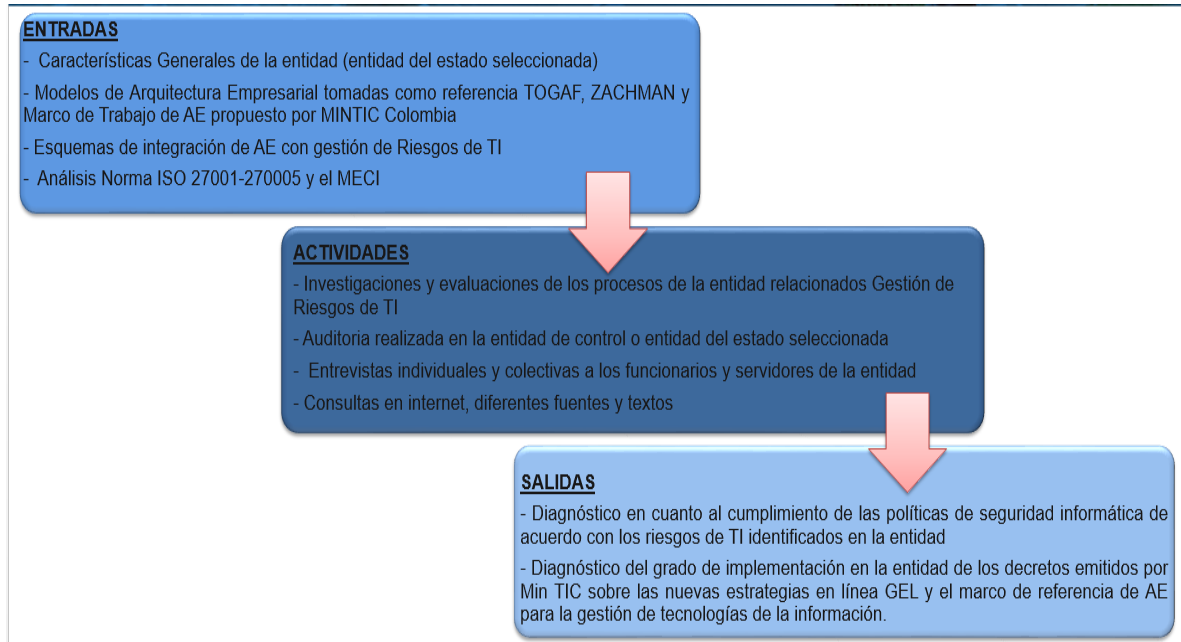 ENTRADAS
- Características Generales de la entidad (entidad del estado seleccionada)
- Modelos de Arquitectura Empresarial tomadas como referencia TOGAF, ZACHMAN y
Marco de Trabajo de AE propuesto por MINTIC Colombia
- Esquemas de integración de AE con gestión de Riesgos de TI
- Análisis Norma ISO 27001-270005 y el MECI
ACTIVIDADES
- Investigaciones y evaluaciones de los procesos de la entidad relacionados Gestión de
Riesgos de TI
- Auditoria realizada en la entidad de control o entidad del estado seleccionada
- Entrevistas individuales y colectivas a los funcionarios y servidores de la entidad
- Consultas en internet, diferentes fuentes y textos
SALIDAS
- Diagnóstico en cuanto al cumplimiento de las políticas de seguridad informática de
acuerdo con los riesgos de TI identificados en la entidad
- Diagnóstico del grado de implementación en la entidad de los decretos emitidos por
Min TIC sobre las nuevas estrategias en línea GEL y el marco de referencia de AE
para la gestión de tecnologías de la información.